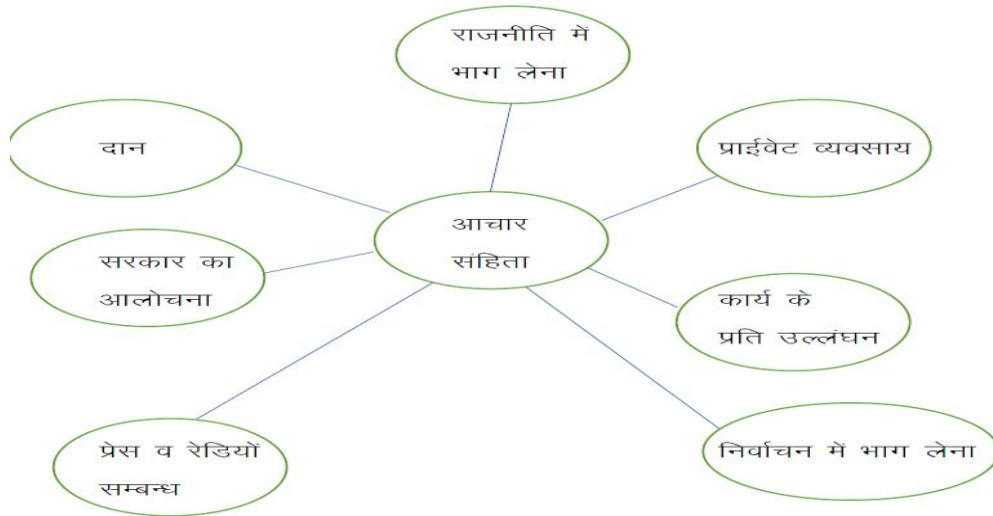 राजनीति में
भाग लेना
दान
प्राईवेट व्यवसाय
आचार
संहिता
सरकार का
आलोचना
कार्य के
प्रति उल्लंघन
प्रेस व रेडियों
सम्बन्ध
निर्वाचन में भाग लेना